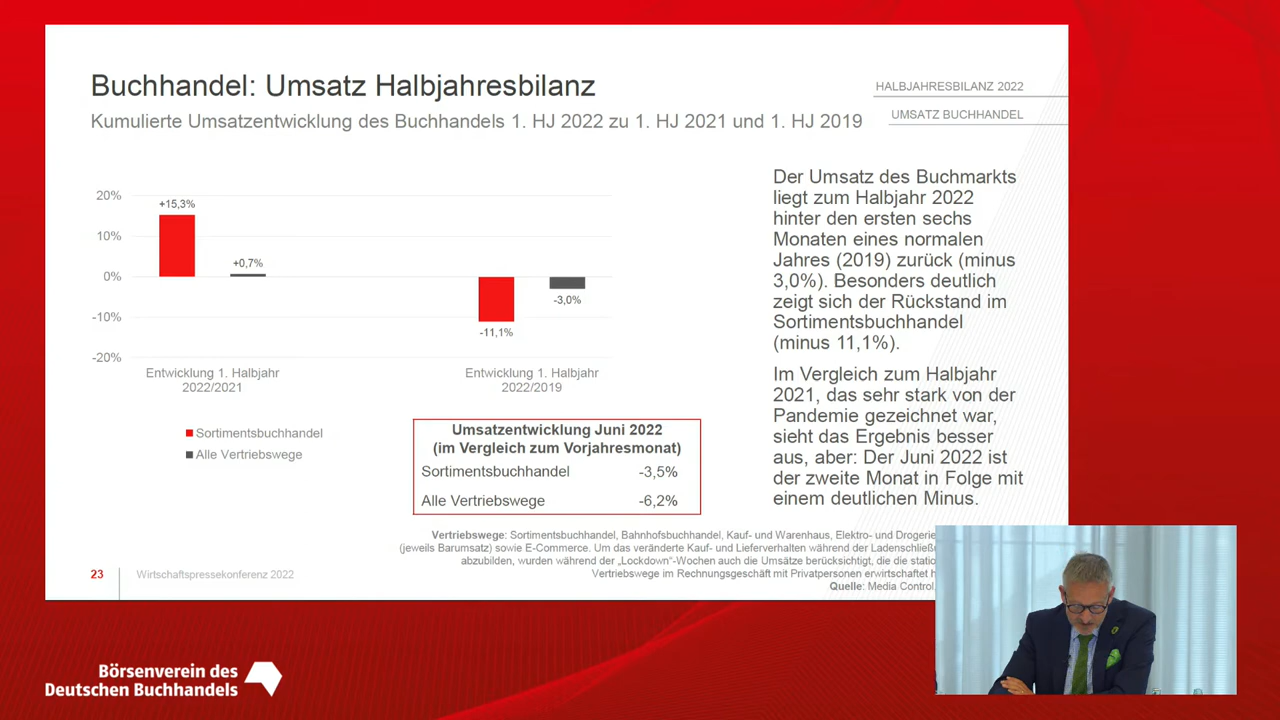 Buchhandel: Umsatz Halbjahresbilanz
Kumulierte Umsatzentwicklung des Buchhandels 1. HJ 2022 zu 1. HJ 2021 und 1. HJ 2019
HALBJAHRESBILANZ 2022
UMSATZ BUCHHANDEL
20%
10%
0%
-10%
-20%
+15,3%
+0,7%
-11,1%
-3,0%
Entwicklung 1. Halbjahr
2022/2021
Entwicklung 1. Halbjahr
2022/2019
Sortimentsbuchhandel
Alle Vertriebswege
Umsatzentwicklung Juni 2022
(im Vergleich zum Vorjahresmonat)
Sortimentsbuchhandel -3,5%
Alle Vertriebswege -6,2%
Der Umsatz des Buchmarkts
liegt zum Halbjahr 2022
hinter den ersten sechs
Monaten eines normalen
Jahres (2019) zurück (minus
3,0%). Besonders deutlich
zeigt sich der Rückstand im
Sortimentsbuchhandel
(minus 11,1%).
Im Vergleich zum Halbjahr
2021, das sehr stark von der
Pandemie gezeichnet war,
sieht das Ergebnis besser
aus, aber: Der Juni 2022 ist
der zweite Monat in Folge mit
einem deutlichen Minus.
Vertriebswege: Sortimentsbuchhandel, Bahnhofsbuchhandel, Kauf- und Warenhaus, Elektro- und Drogerie
(jeweils Barumsatz) sowie E-Commerce. Um das veränderte Kauf- und Lieferverhalten während der Ladenschließ
abzubilden, wurden während der „Lockdown"-Wochen auch die Umsätze berücksichtigt, die die statio
Vertriebswege im Rechnungsgeschäft mit Privatpersonen erwirtschaftet h
Quelle: Media Control,
23
Wirtschaftspressekonferenz 2022
Börsenverein des
Deutschen Buchhandels